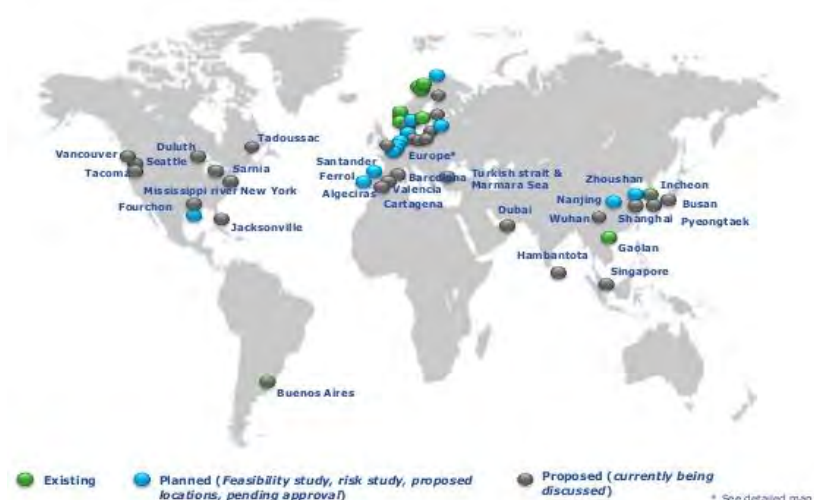 Tadoussac
Duluth
Vancouver
Seattle
Tacoma
Sarnia
Mississippi river
New York
Fourchon
Jacksonville
Buenos Aires
Europe*
Santander
Ferrol
Algeciras
Barcelona
Valencia
Cartagena
Turkish strait &
Marmara Sea
Dubai
Hambantota
Singapore
Zhoushan
Incheon
Nanjing
Busan
Wuhan
Shanghai
Pyeongtaek
Gaolan
Existing
Planned (Feasibility study, risk study, proposed
locations, pending approval)
Proposed (currently being
discussed)
* See detailed map